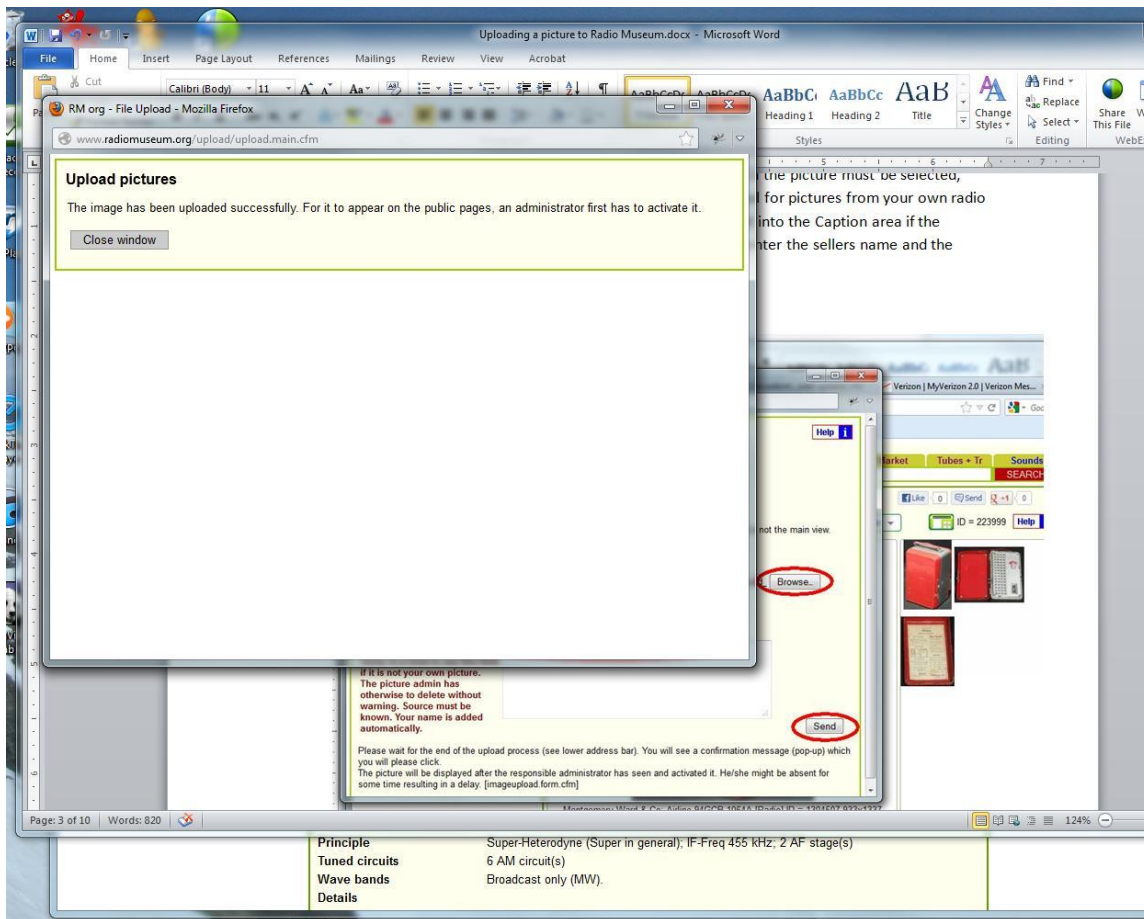 Uploading a picture to Radio Museum.docx - Microsoft Word
File Home Insert Page Layout References Mailings Review View Acrobat
Cut
Calibri (Body) 11
AaBbCcDc AaBbCcDc AaBbCc AaBbCc AaB
Heading 1 Heading 2 Title
Change Styles
Find
Replace
Select
Share
This File
Styles
Editing
RM org - File Upload - Mozilla Firefox
www.radiomuseum.org/upload/upload.main.cfm
Upload pictures
The image has been uploaded successfully. For it to appear on the public pages, an administrator first has to activate it.
Close window
the picture must be selected,
for pictures from your own radio
into the Caption area if the
nter the sellers name and the
Verizon | MyVerizon 2.0 | Verizon Mes...
Help i
Market Tubes + Tr Sounds
SEARCH
Like 0 Send +1 0
ID = 223999 Help
not the main view.
Browse..
if it is not your own picture.
The picture admin has
otherwise to delete without
warning. Source must be
known. Your name is added
automatically.
Send
Please wait for the end of the upload process (see lower address bar). You will see a confirmation message (pop-up) which
you will please click.
The picture will be displayed after the responsible administrator has seen and activated it. He/she might be absent for
some time resulting in a delay. [imageupload.form.cfm]
Page: 3 of 10 Words: 820
124%
Principle Super-Heterodyne (Super in general); IF-Freq 455 kHz; 2 AF stage(s)
Tuned circuits 6 AM circuit(s)
Wave bands Broadcast only (MW).
Details